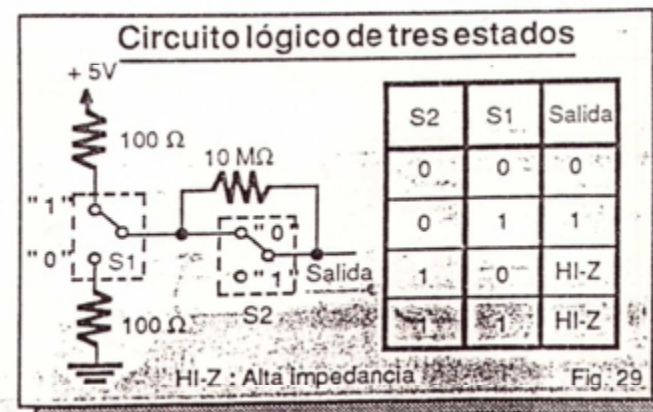 Circuito lógico de tres estados
+ 5V
100 Ω
10 MΩ
"1"
"0"
S1
100 Ω
"0"
"1"
S2
Salida
S2 S1 Salida
0 0 0
0 1 1
1 0 HI-Z
1 1 HI-Z
HI-Z : Alta impedancia
Fig. 29